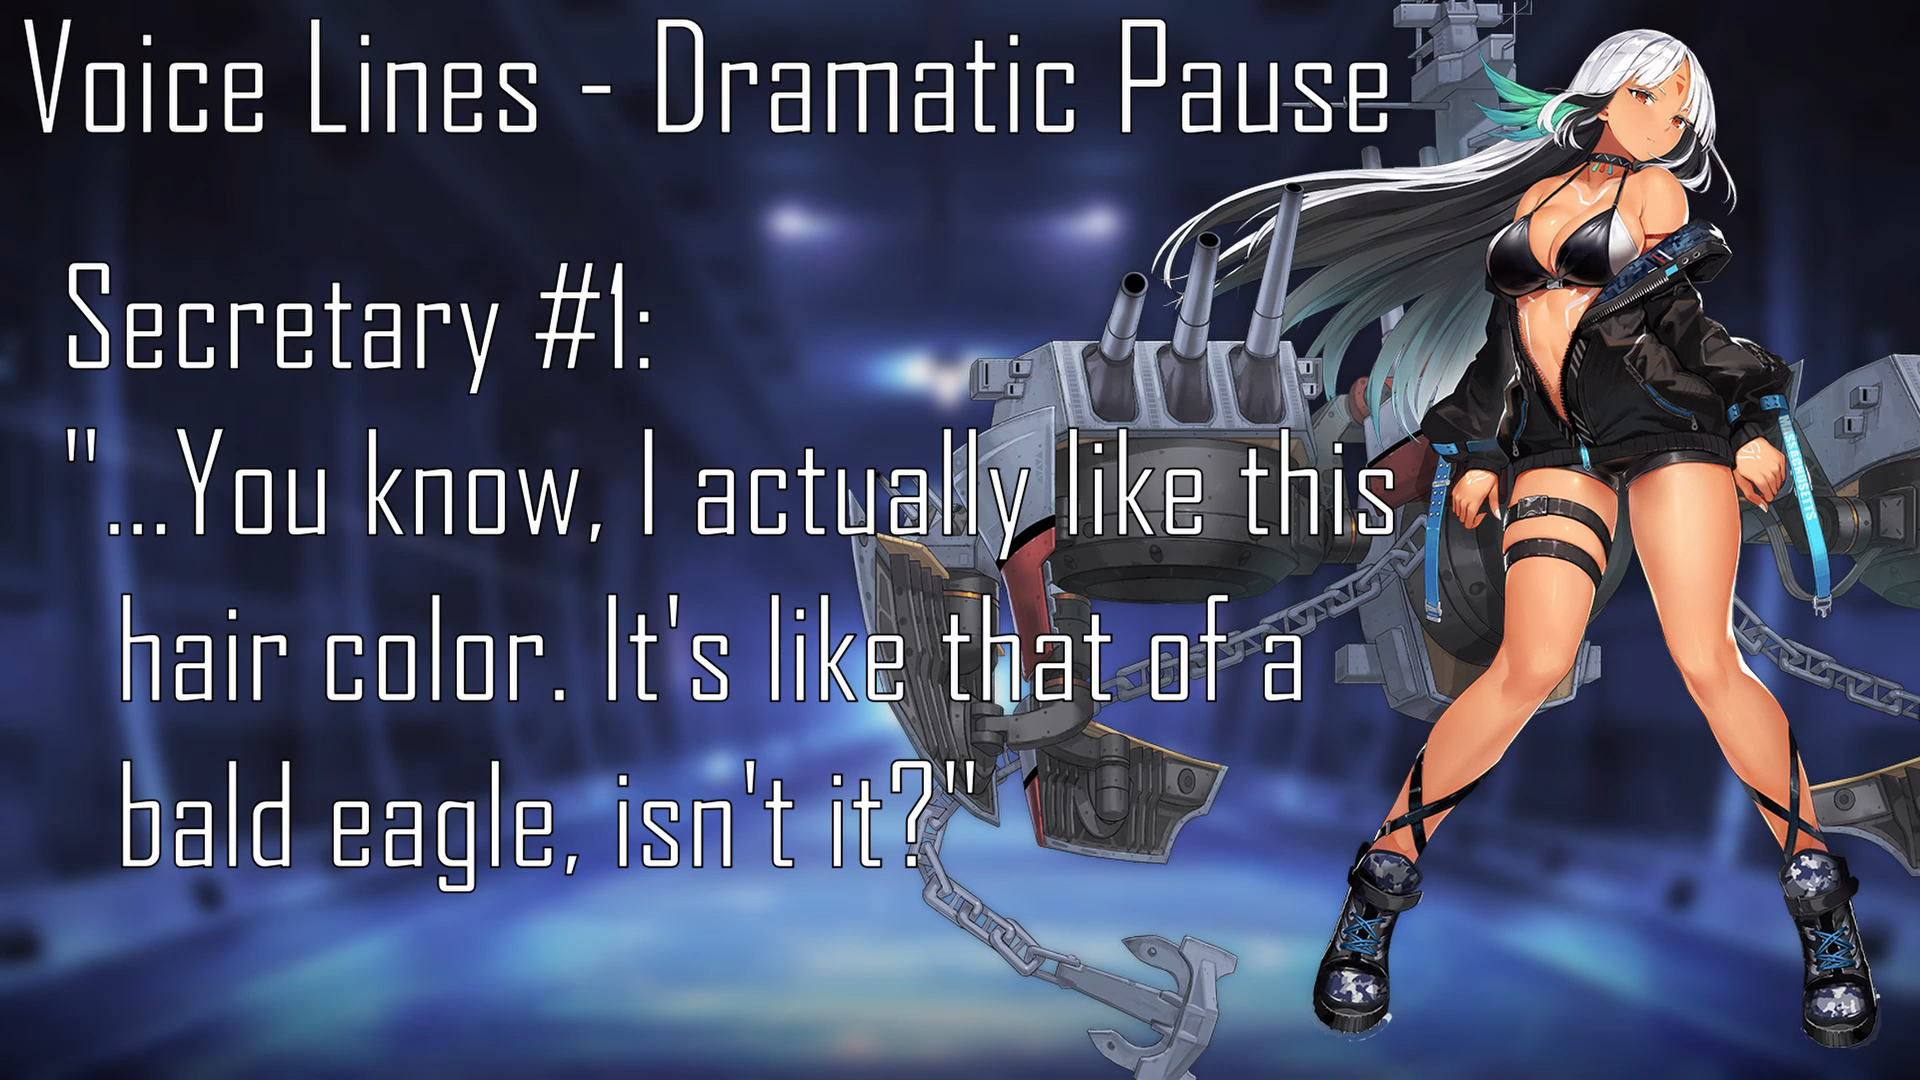 Voice Lines - Dramatic Pause
Secretary #1:
"...You know, I actually like this
hair color. It's like that of a
bald eagle, isn't it?"
MASSACHUSETTS